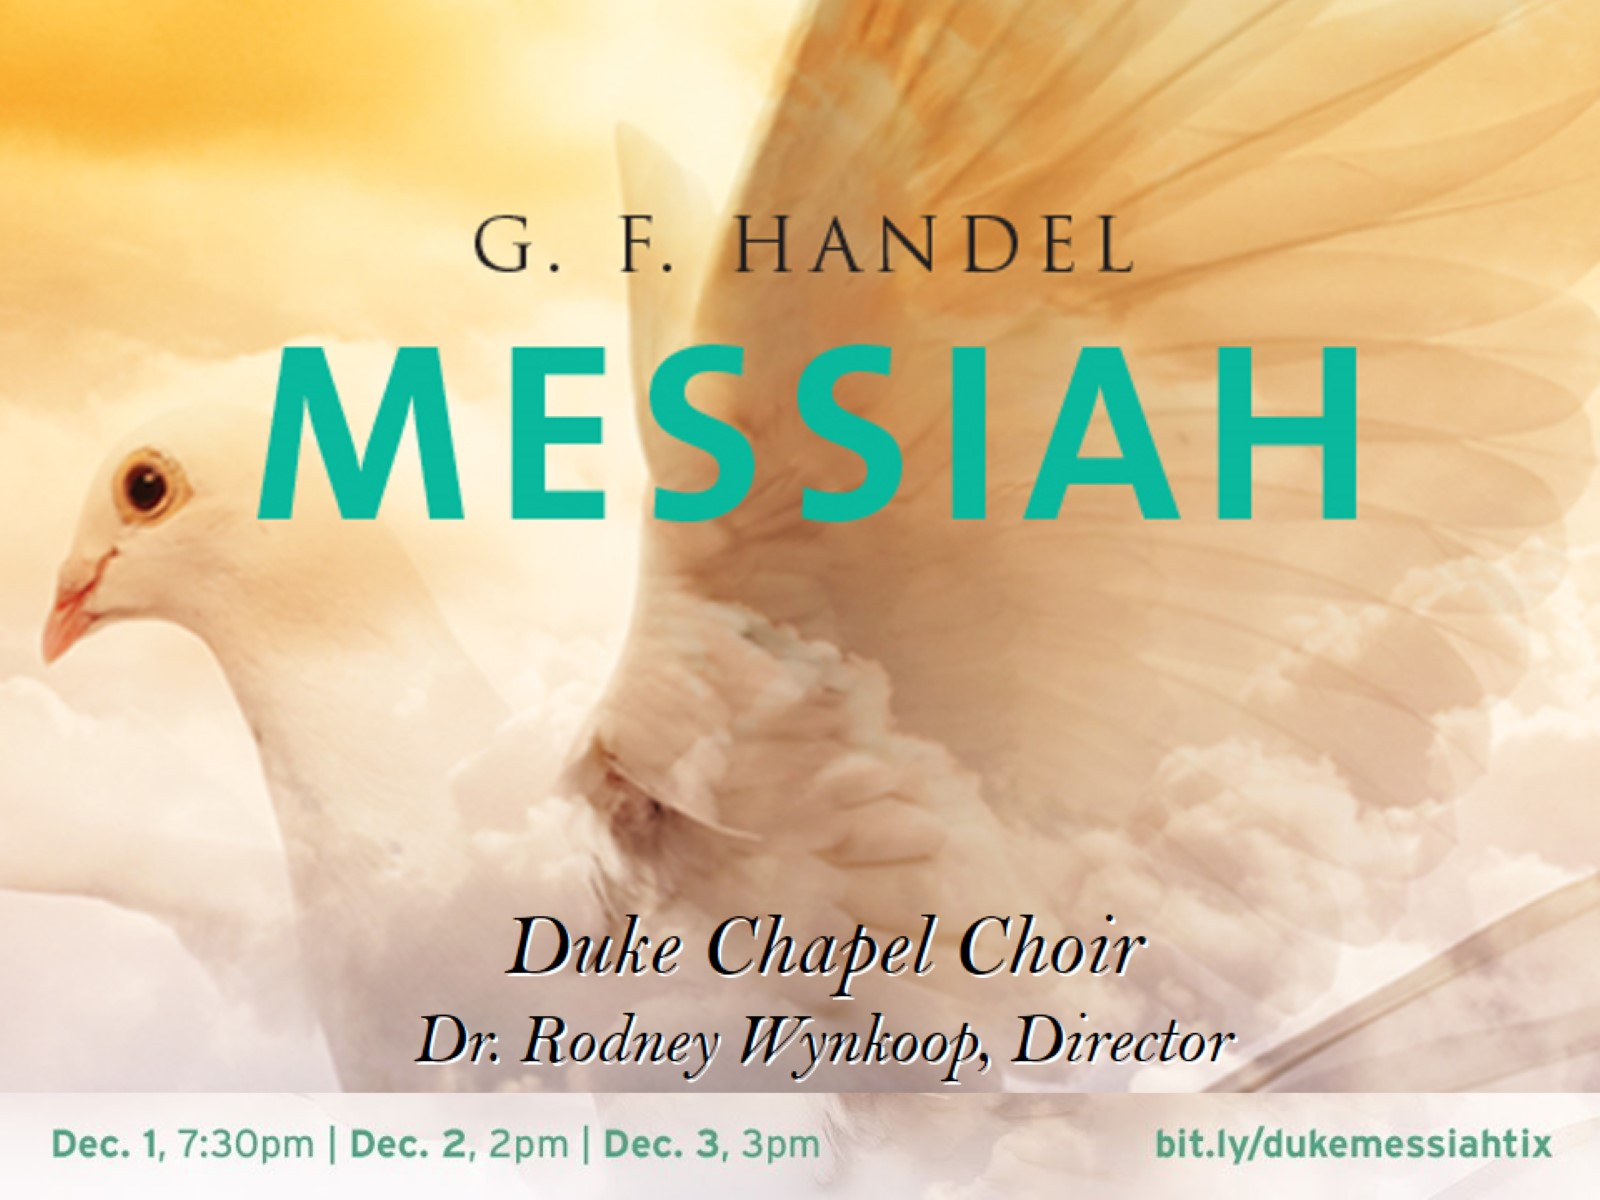 G. F. HANDEL
MESSIAH
Duke Chapel Choir
Dr. Rodney Wynkoop, Director
Dec. 1, 7:30pm | Dec. 2, 2pm | Dec. 3, 3pm
bit.ly/dukemessiahtix